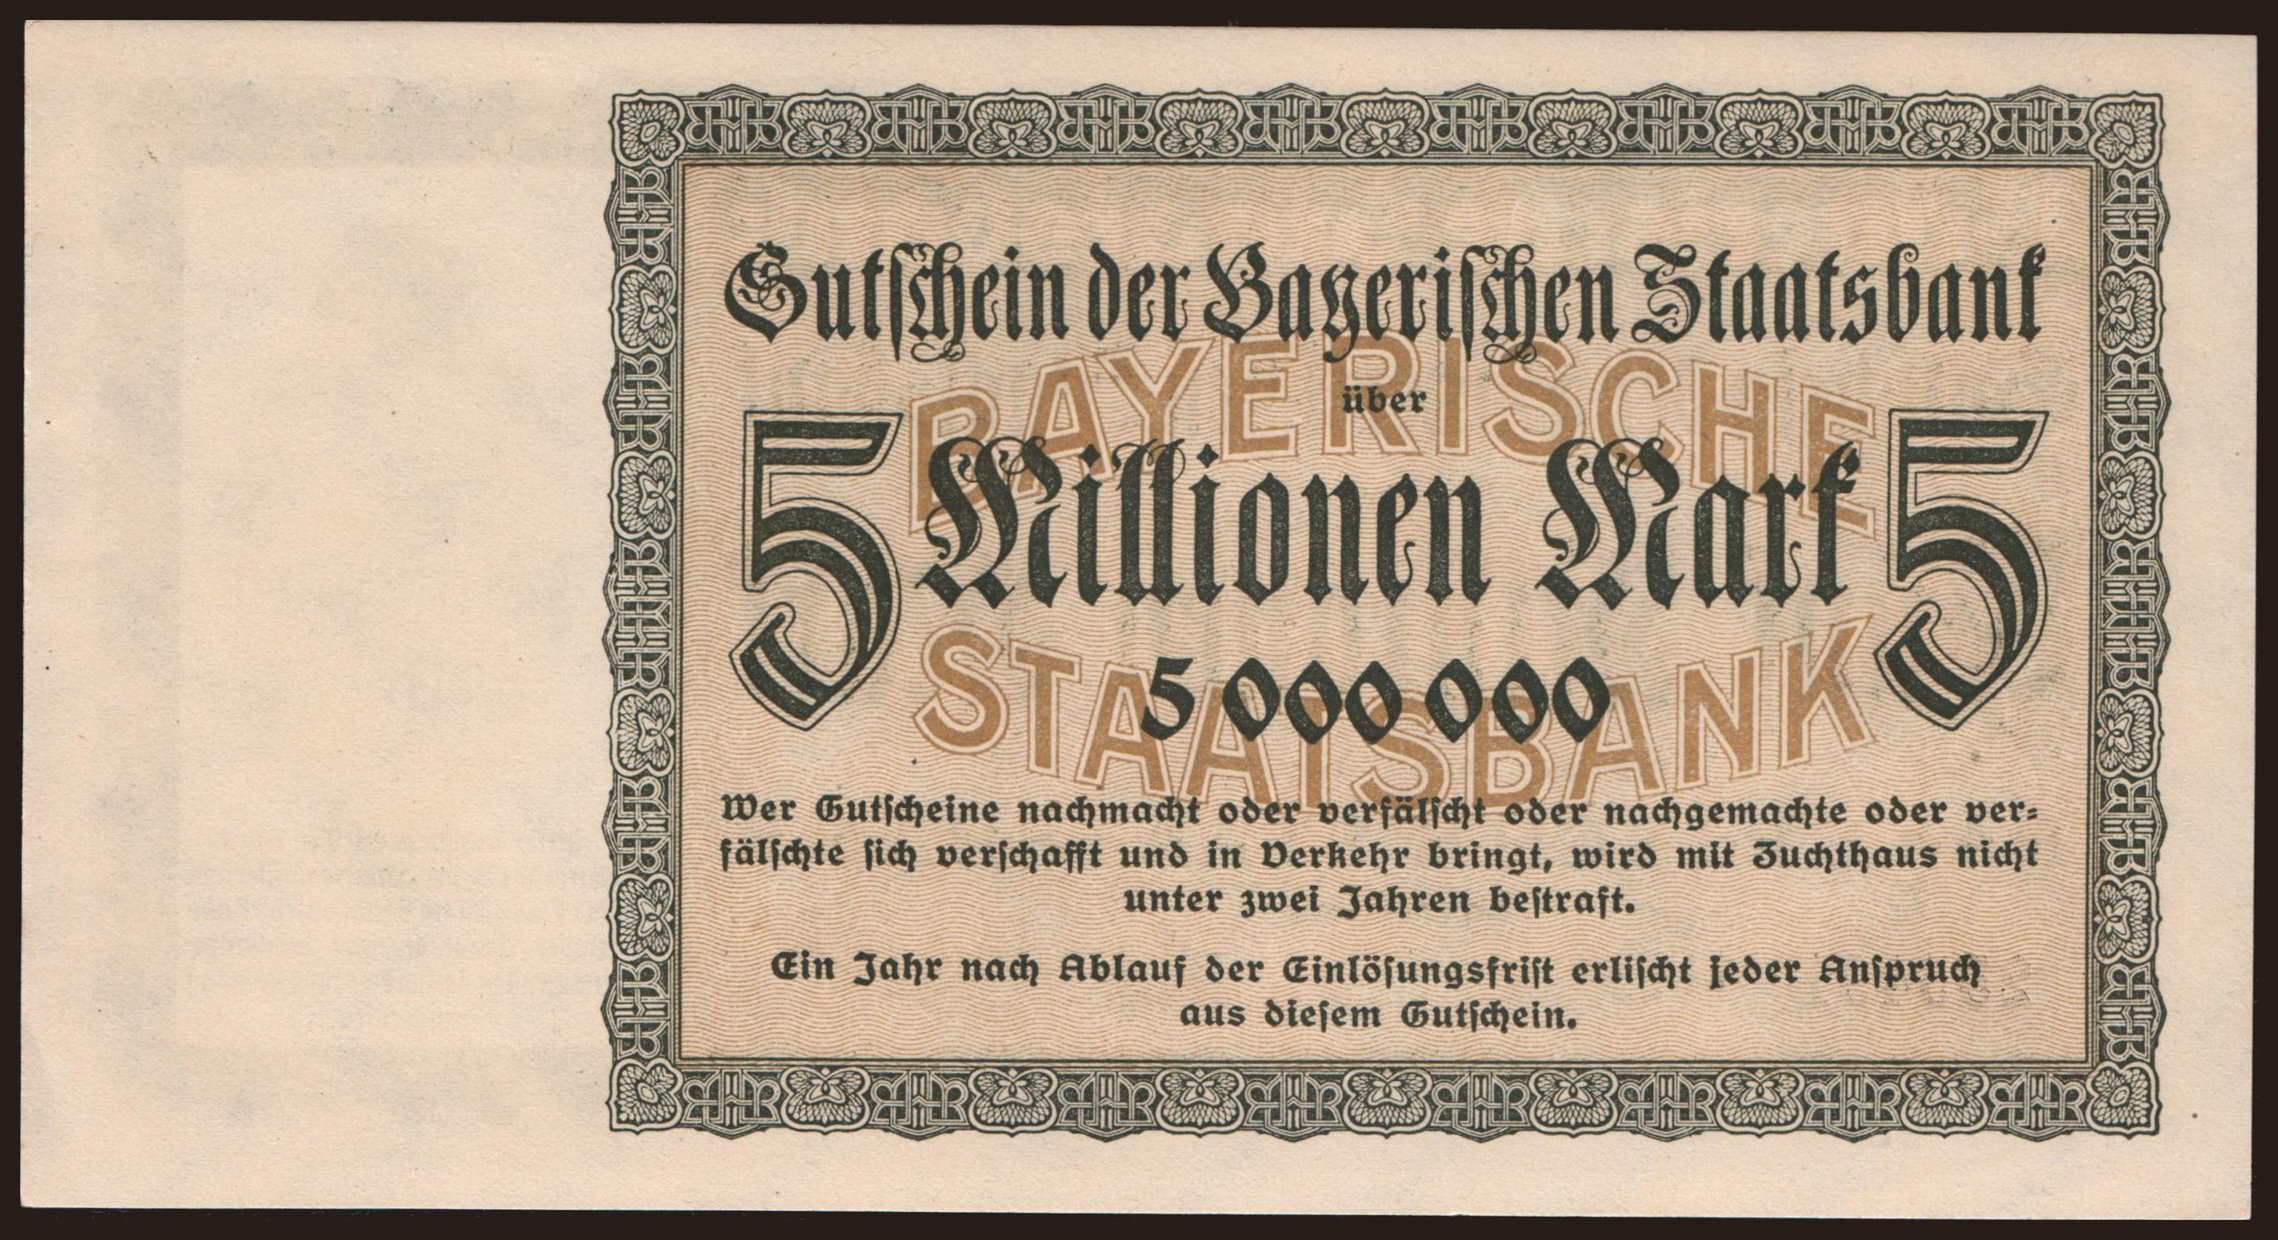 Gutschein der Bayerischen Staatsbank
BAYERISCHE
über
5 Millionen Mark 5
STAATSBANK
5 000 000
Wer Gutscheine nachmacht oder verfälscht oder nachgemachte oder ver=
fälschte sich verschafft und in Verkehr bringt, wird mit Zuchthaus nicht
unter zwei Jahren bestraft.
Ein Jahr nach Ablauf der Einlösungsfrist erlischt jeder Anspruch
aus diesem Gutschein.